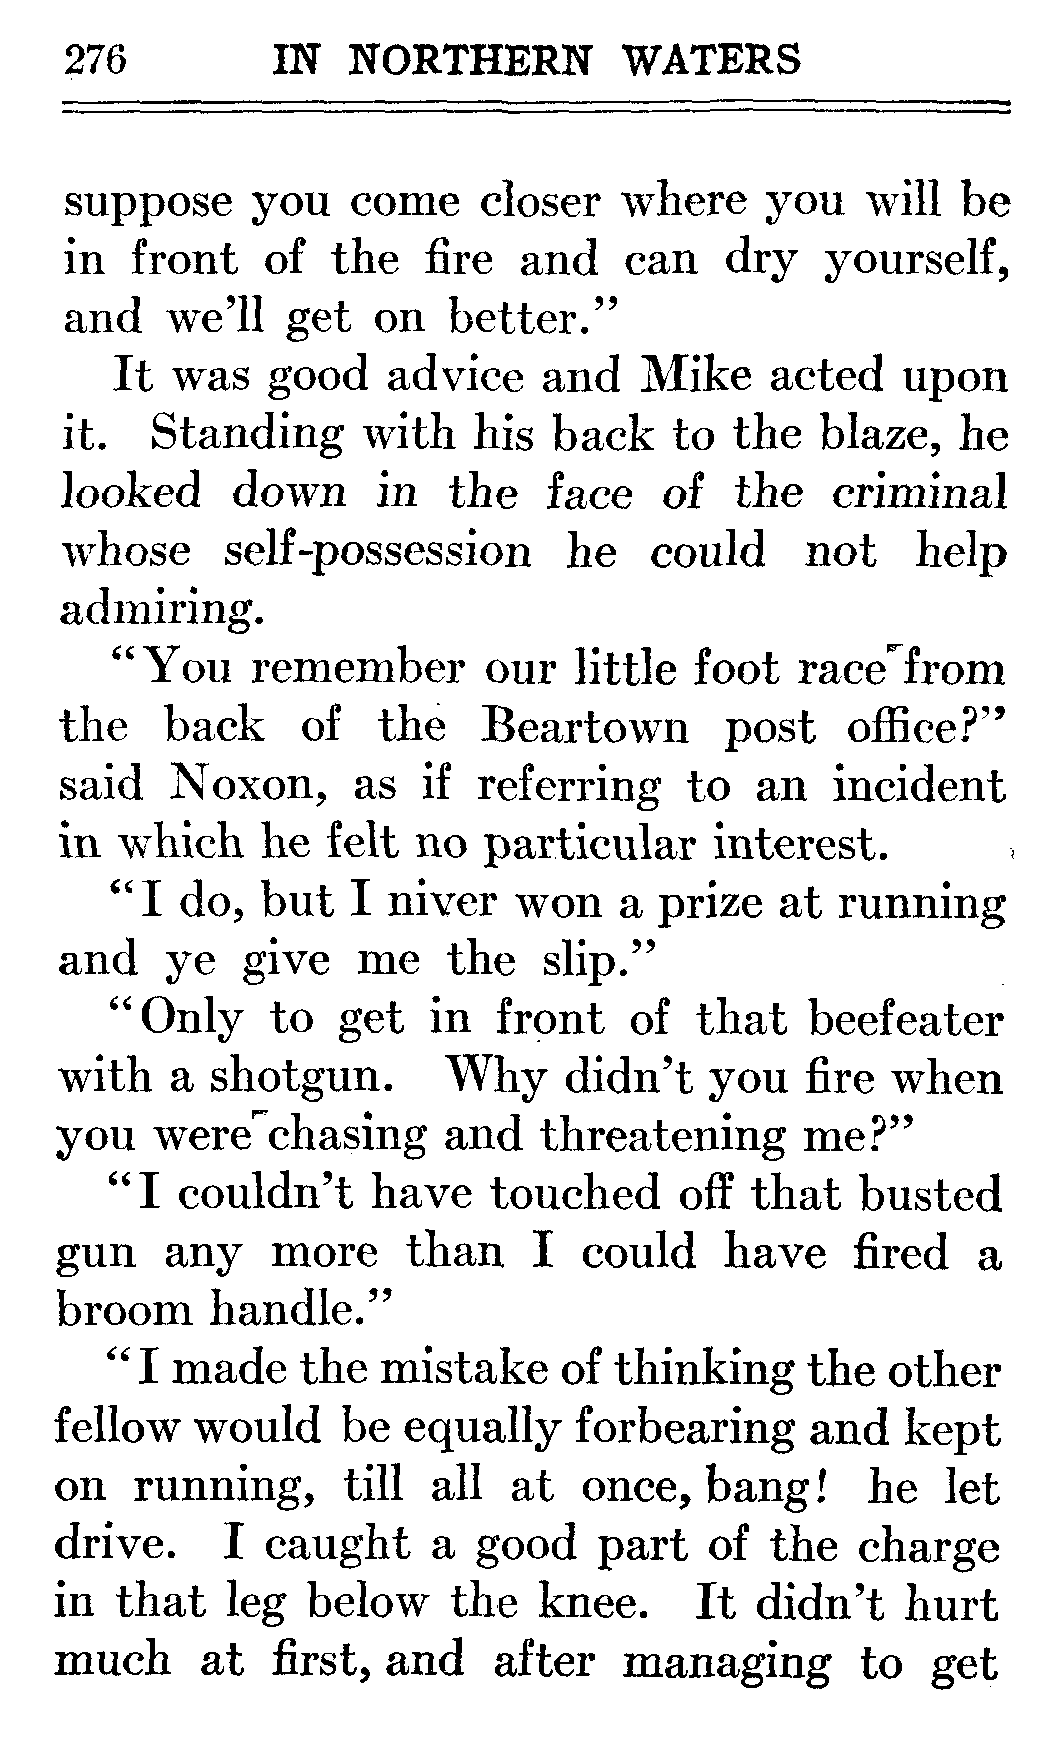 276 IN NORTHERN WATERS
suppose you come closer where you will be
in front of the fire and can dry yourself,
and we'll get on better."
It was good advice and Mike acted upon
it. Standing with his back to the blaze, he
looked down in the face of the criminal
whose self-possession he could not help
admiring.
"You remember our little foot race from
the back of the Beartown post office?"
said Noxon, as if referring to an incident
in which he felt no particular interest.
"I do, but I niver won a prize at running
and ye give me the slip."
"Only to get in front of that beefeater
with a shotgun. Why didn't you fire when
you were chasing and threatening me?"
"I couldn't have touched off that busted
gun any more than I could have fired a
broom handle."
"I made the mistake of thinking the other
fellow would be equally forbearing and kept
on running, till all at once, bang! he let
drive. I caught a good part of the charge
in that leg below the knee. It didn't hurt
much at first, and after managing to get